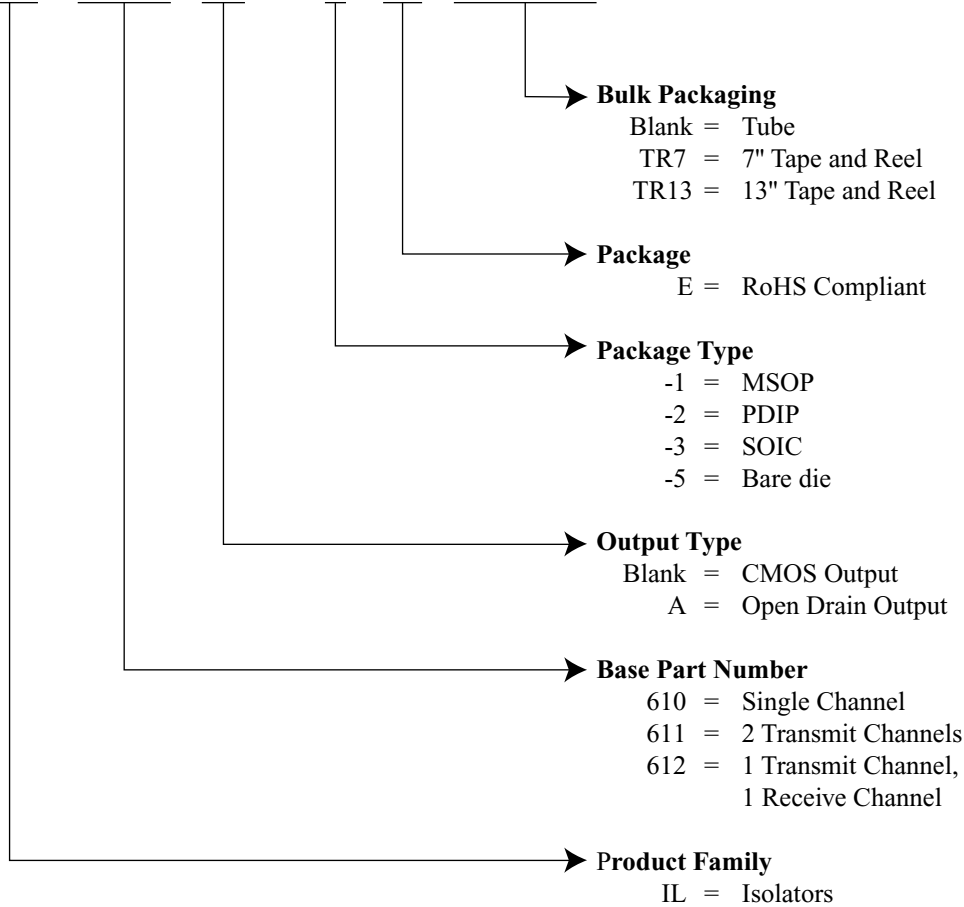 Bulk Packaging
Blank = Tube
TR7 = 7" Tape and Reel
TR13 = 13" Tape and Reel
Package
E = RoHS Compliant
Package Type
-1 = MSOP
-2 = PDIP
-3 = SOIC
-5 = Bare die
Output Type
Blank = CMOS Output
A = Open Drain Output
Base Part Number
610 = Single Channel
611 = 2 Transmit Channels
612 = 1 Transmit Channel,
1 Receive Channel
Product Family
IL = Isolators